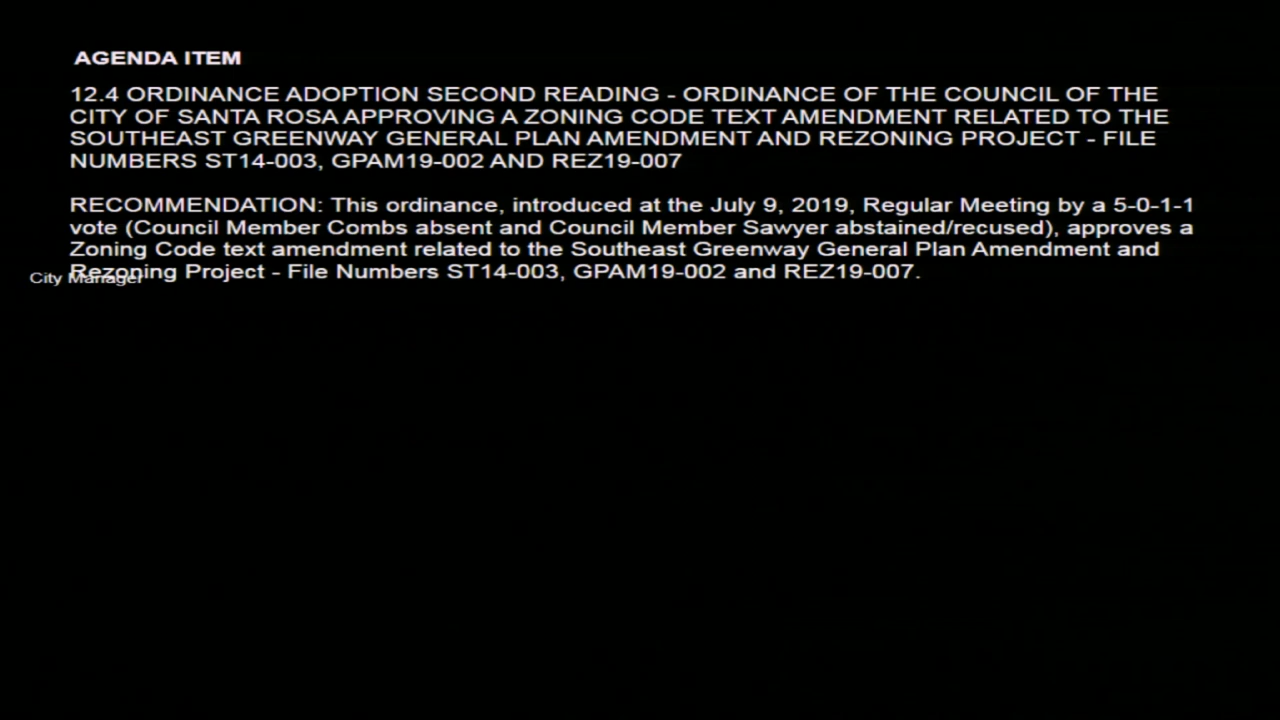 AGENDA ITEM
12.4 ORDINANCE ADOPTION SECOND READING - ORDINANCE OF THE COUNCIL OF THE
CITY OF SANTA ROSA APPROVING A ZONING CODE TEXT AMENDMENT RELATED TO THE
SOUTHEAST GREENWAY GENERAL PLAN AMENDMENT AND REZONING PROJECT - FILE
NUMBERS ST14-003, GPAM19-002 AND REZ19-007
RECOMMENDATION: This ordinance, introduced at the July 9, 2019, Regular Meeting by a 5-0-1-1
vote (Council Member Combs absent and Council Member Sawyer abstained/recused), approves a
Zoning Code text amendment related to the Southeast Greenway General Plan Amendment and
Rezoning Project - File Numbers ST14-003, GPAM19-002 and REZ19-007.
City Manager